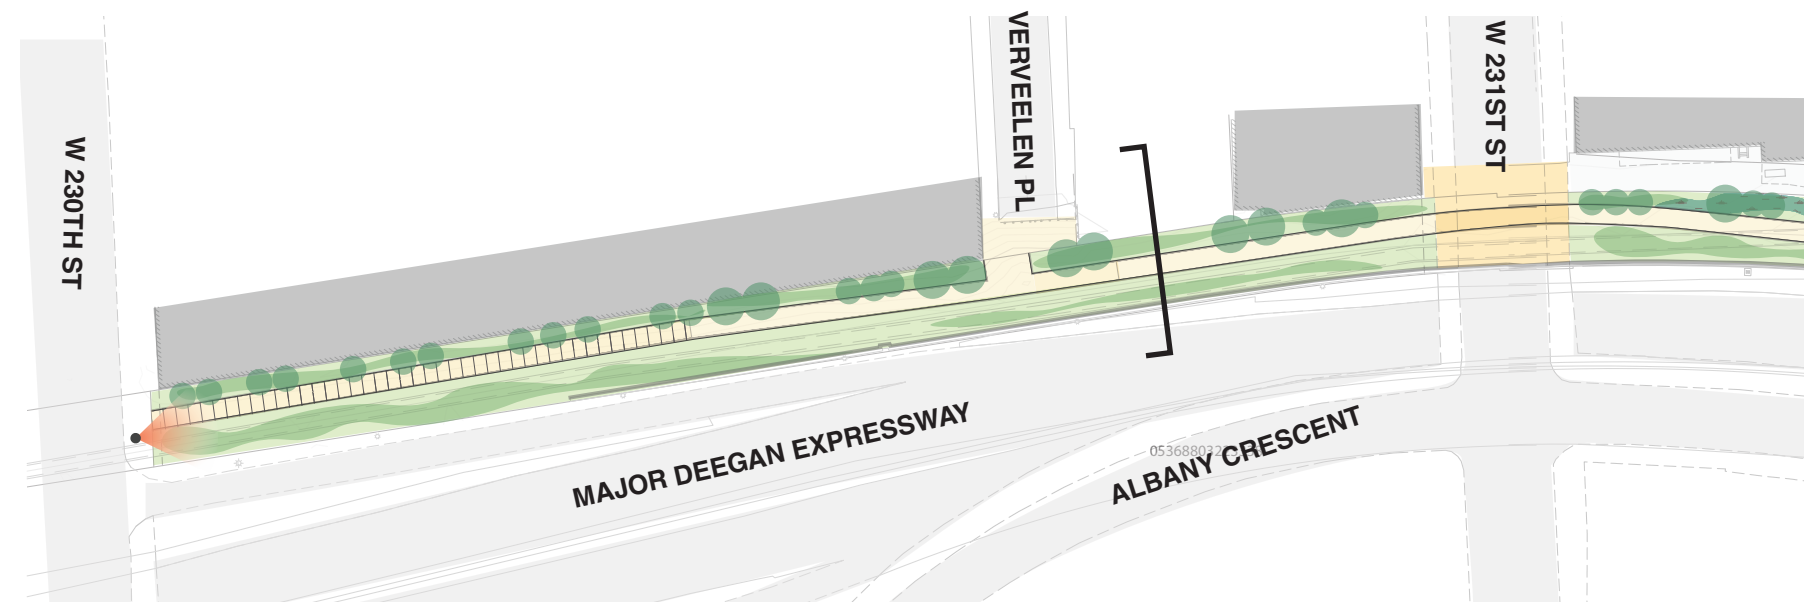 W 230TH ST
VERVEELEN PL
W 231ST ST
MAJOR DEEGAN EXPRESSWAY
ALBANY CRESCENT